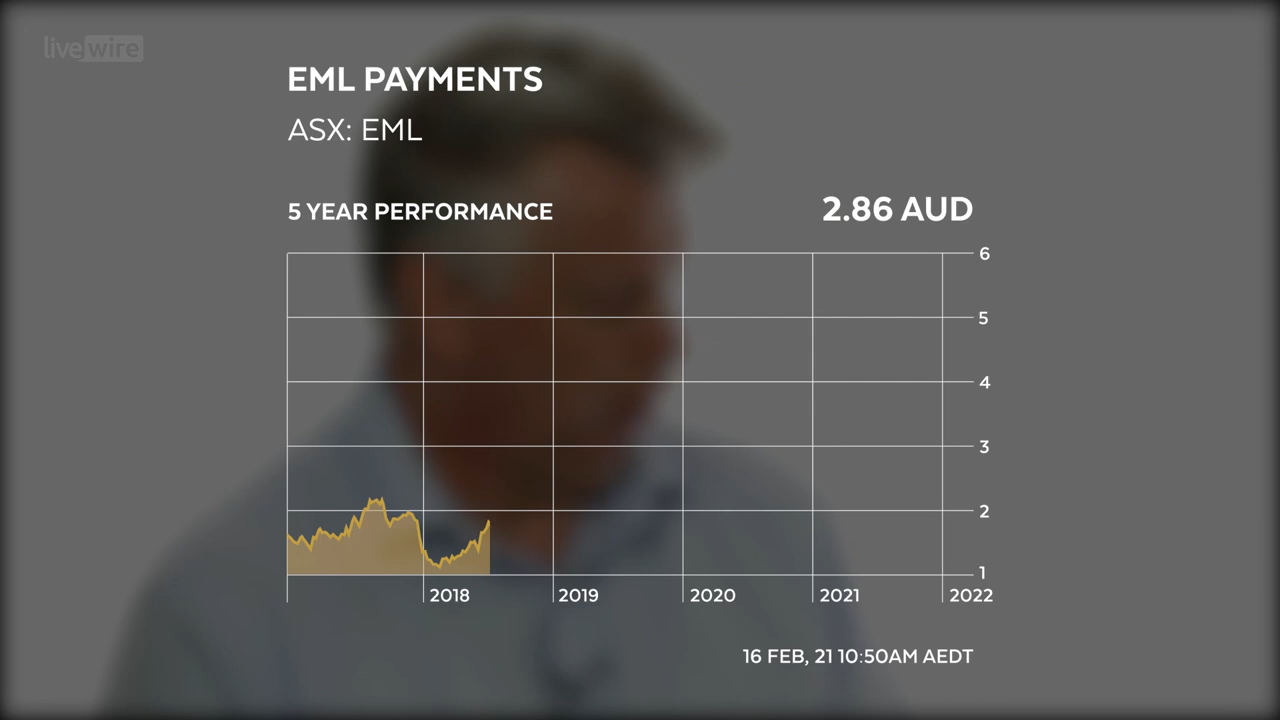 livewire
EML PAYMENTS
ASX: EML
5 YEAR PERFORMANCE
2.86 AUD
6
5
4
3
2
1
2018
2019
2020
2021
2022
16 FEB, 21 10:50AM AEDT